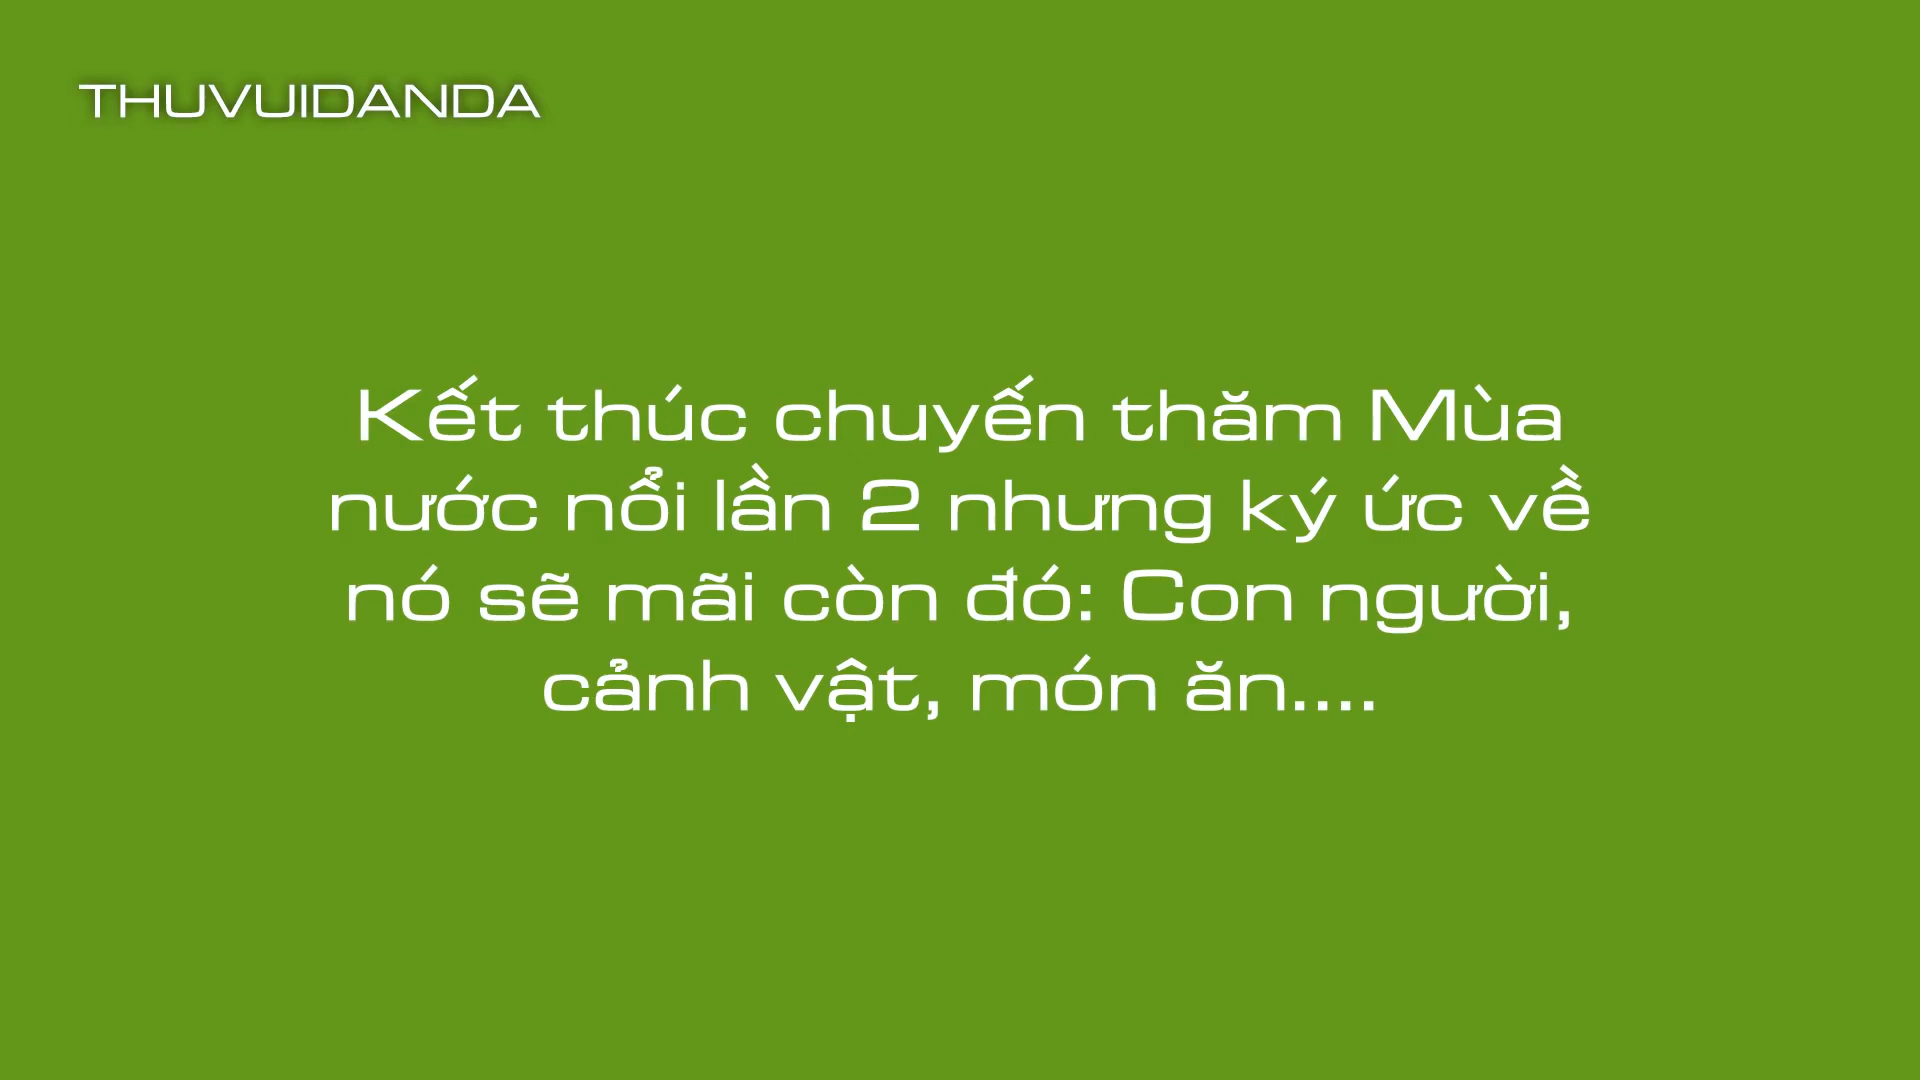 THUVUIDANDA
Kết thúc chuyến thăm Mùa
nước nổi lần 2 nhưng ký ức về
nó sẽ mãi còn đó: Con người,
cảnh vật, món ăn....